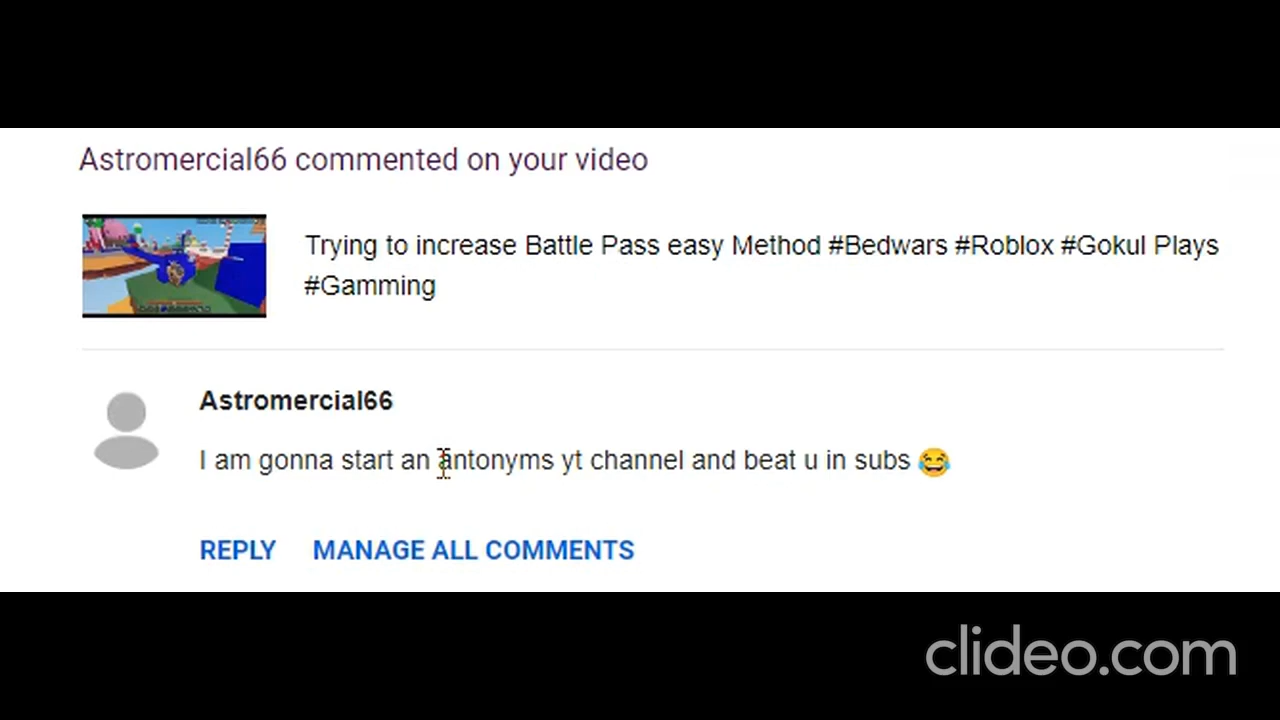 Astromercial66 commented on your video
Trying to increase Battle Pass easy Method #Bedwars #Roblox #Gokul Plays
#Gamming
Astromercial66
I am gonna start an antonyms yt channel and beat u in subs 😂
REPLY MANAGE ALL COMMENTS
clideo.com